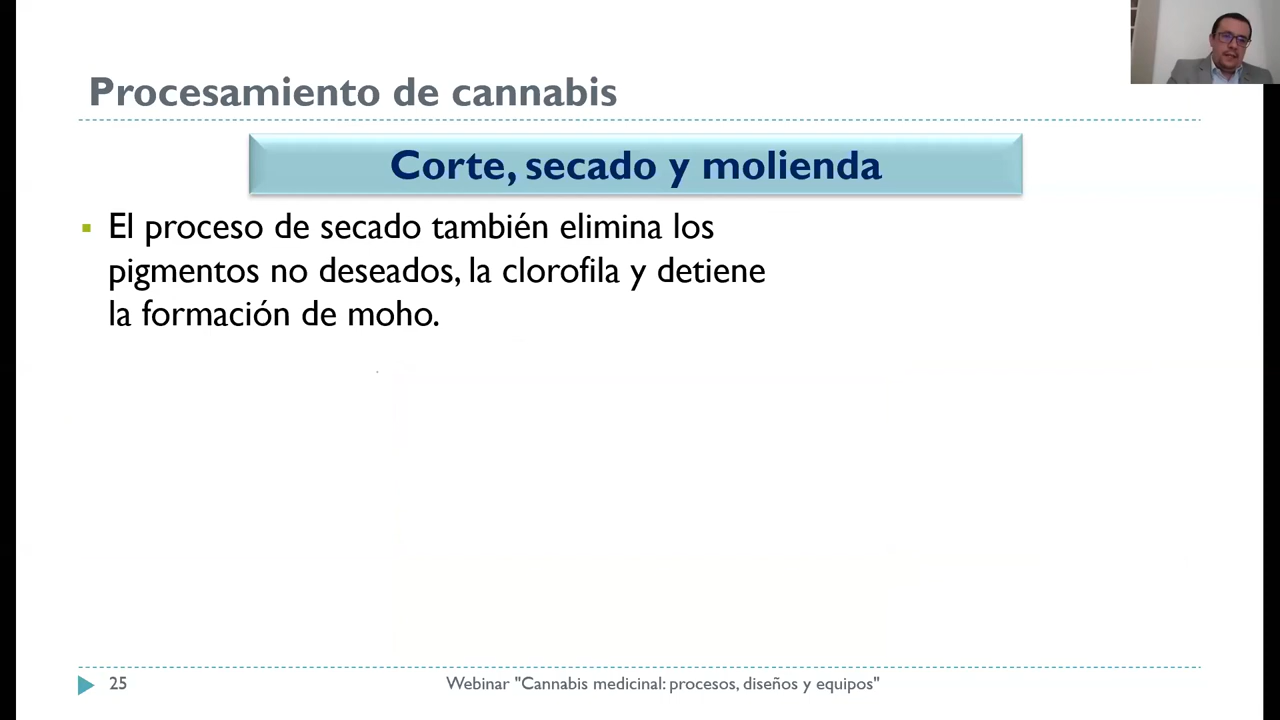 Procesamiento de cannabis
Corte, secado y molienda
El proceso de secado también elimina los
pigmentos no deseados, la clorofila y detiene
la formación de moho.
25
Webinar "Cannabis medicinal: procesos, diseños y equipos"